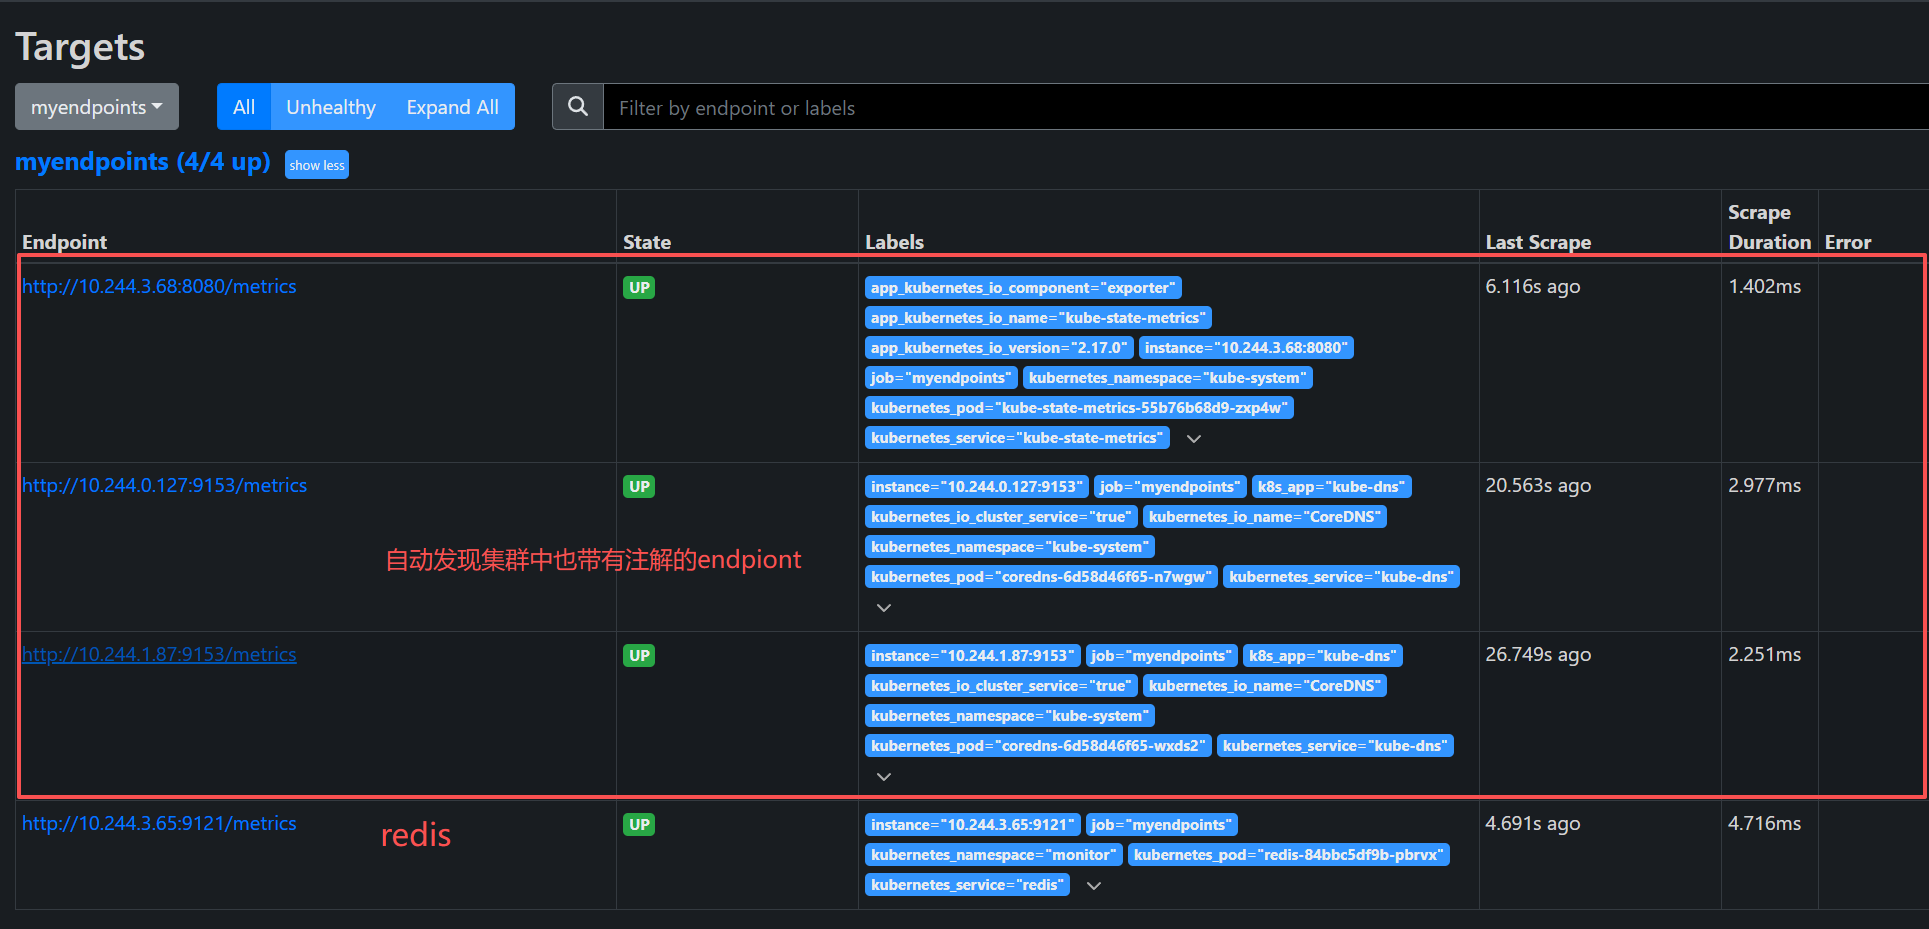 Targets
myendpoints
All Unhealthy Expand All
Filter by endpoint or labels
myendpoints (4/4 up) show less
Endpoint State Labels Last Scrape Scrape Duration Error
http://10.244.3.68:8080/metrics UP app_kubernetes_io_component="exporter" 6.116s ago 1.402ms
app_kubernetes_io_name="kube-state-metrics"
app_kubernetes_io_version="2.17.0" instance="10.244.3.68:8080"
job="myendpoints" kubernetes_namespace="kube-system"
kubernetes_pod="kube-state-metrics-55b76b68d9-zxp4w"
kubernetes_service="kube-state-metrics"
http://10.244.0.127:9153/metrics UP instance="10.244.0.127:9153" job="myendpoints" k8s_app="kube-dns" 20.563s ago 2.977ms
kubernetes_io_cluster_service="true" kubernetes_io_name="CoreDNS"
kubernetes_namespace="kube-system"
自动发现集群中也带有注解的endpiont
kubernetes_pod="coredns-6d58d46f65-n7wgw" kubernetes_service="kube-dns"
http://10.244.1.87:9153/metrics UP instance="10.244.1.87:9153" job="myendpoints" k8s_app="kube-dns" 26.749s ago 2.251ms
kubernetes_io_cluster_service="true" kubernetes_io_name="CoreDNS"
kubernetes_namespace="kube-system"
kubernetes_pod="coredns-6d58d46f65-wxds2" kubernetes_service="kube-dns"
http://10.244.3.65:9121/metrics UP instance="10.244.3.65:9121" job="myendpoints" 4.691s ago 4.716ms
redis
kubernetes_namespace="monitor" kubernetes_pod="redis-84bbc5df9b-pbrvx"
kubernetes_service="redis"